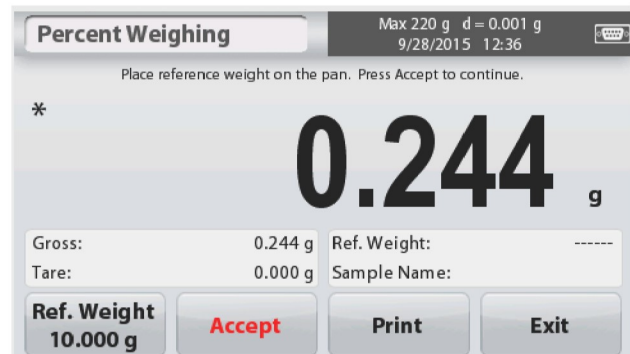 Percent Weighing
Max 220 g d = 0.001 g
9/28/2015 12:36
Place reference weight on the pan. Press Accept to continue.
*
0.244 g
Gross: 0.244 g
Tare: 0.000 g
Ref. Weight: ------
Sample Name:
Ref. Weight
10.000 g
Accept
Print
Exit